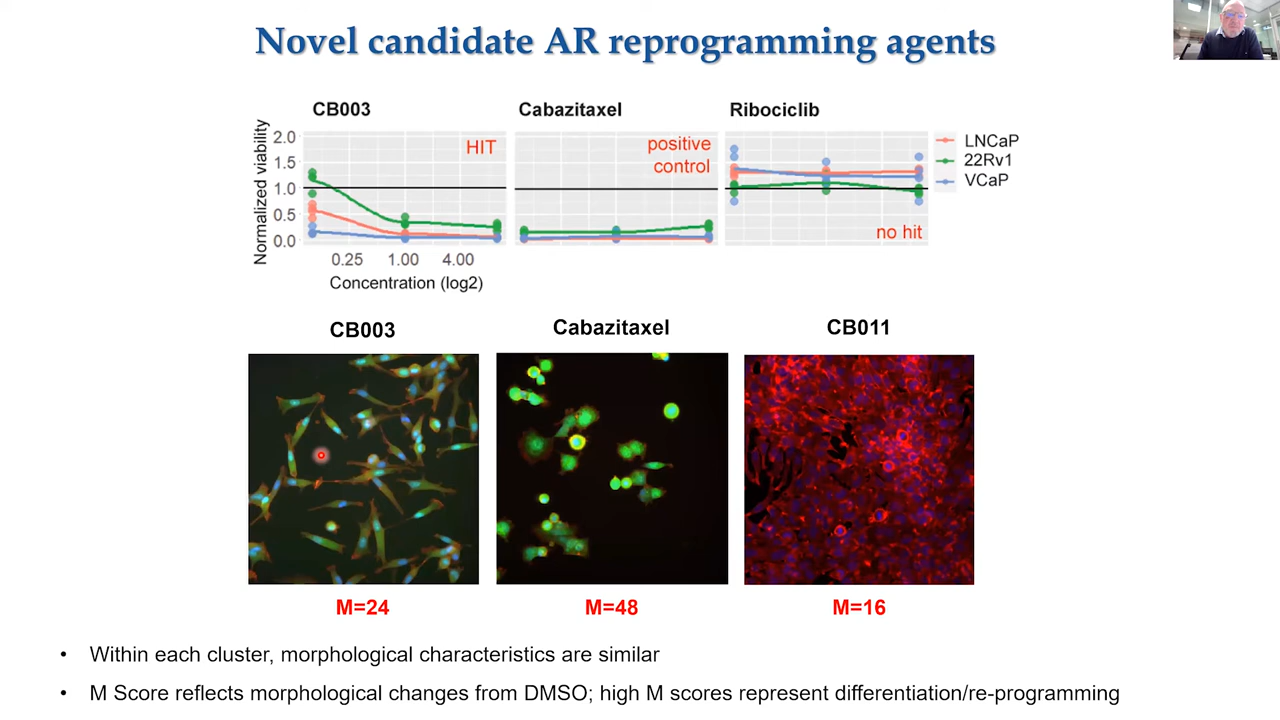 Novel candidate AR reprogramming agents
CB003
Cabazitaxel
Ribociclib
Normalized viability
2.0
1.5
1.0
0.5
0.0
HIT
positive
control
no hit
LNCaP
22Rv1
VCaP
0.25 1.00 4.00
Concentration (log2)
CB003
Cabazitaxel
CB011
M=24
M=48
M=16
• Within each cluster, morphological characteristics are similar
• M Score reflects morphological changes from DMSO; high M scores represent differentiation/re-programming